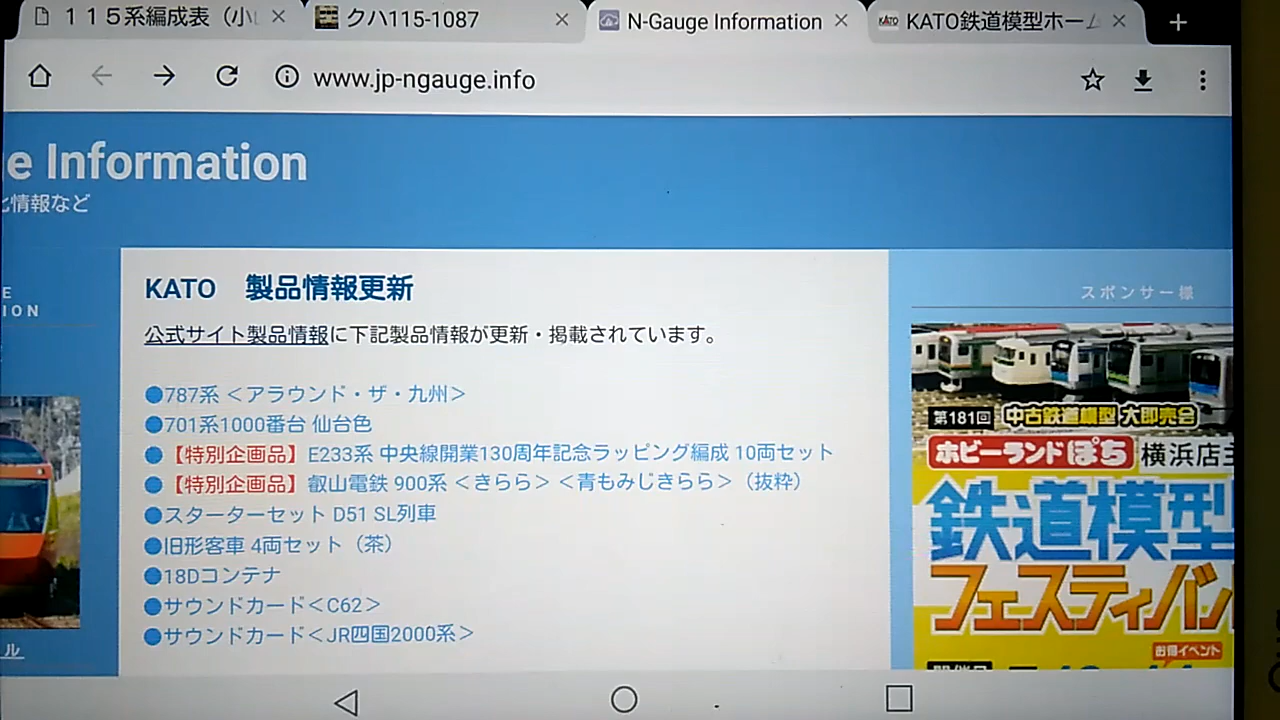 115系編成表（小
クハ115-1087
N-Gauge Information
KATO鉄道模型ホーム
www.jp-ngauge.info
e Information
化情報など
E
ION
スポンサー様
KATO 製品情報更新
公式サイト製品情報に下記製品情報が更新・掲載されています。
●787系 ＜アラウンド・ザ・九州＞
●701系1000番台 仙台色
●【特別企画品】E233系 中央線開業130周年記念ラッピング編成 10両セット
●【特別企画品】叡山電鉄 900系 ＜きらら＞ ＜青もみじきらら＞（抜粋）
●スターターセット D51 SL列車
●旧形客車 4両セット（茶）
●18Dコンテナ
●サウンドカード＜C62＞
●サウンドカード＜JR四国2000系＞
第181回 中古鉄道模型 大即売会
ホビーランドぽち 横浜店
鉄道模型
フェスティバル
お得イベント
開催日
ル